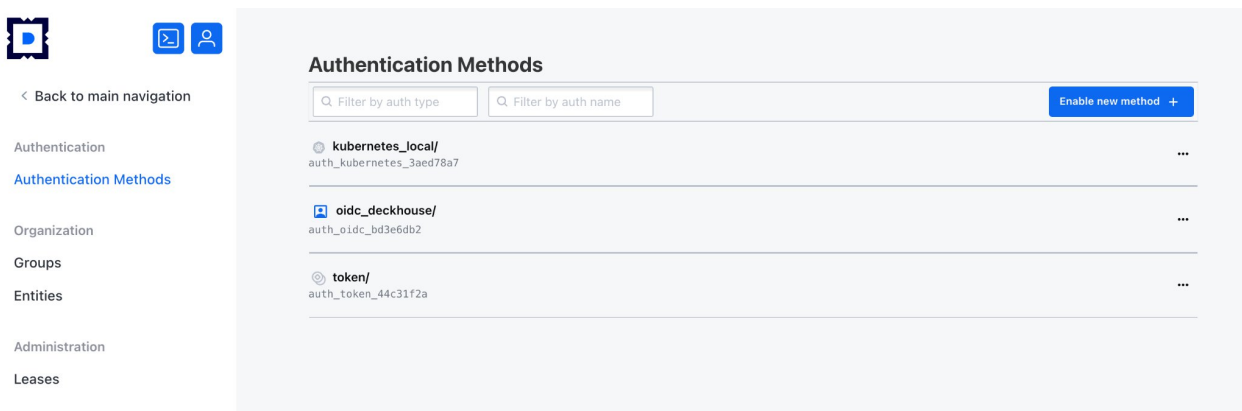 Back to main navigation
Authentication
Authentication Methods
Organization
Groups
Entities
Administration
Leases
Authentication Methods
Filter by auth type
Filter by auth name
Enable new method +
kubernetes_local/
auth_kubernetes_3aed78a7
oidc_deckhouse/
auth_oidc_bd3e6db2
token/
auth_token_44c31f2a